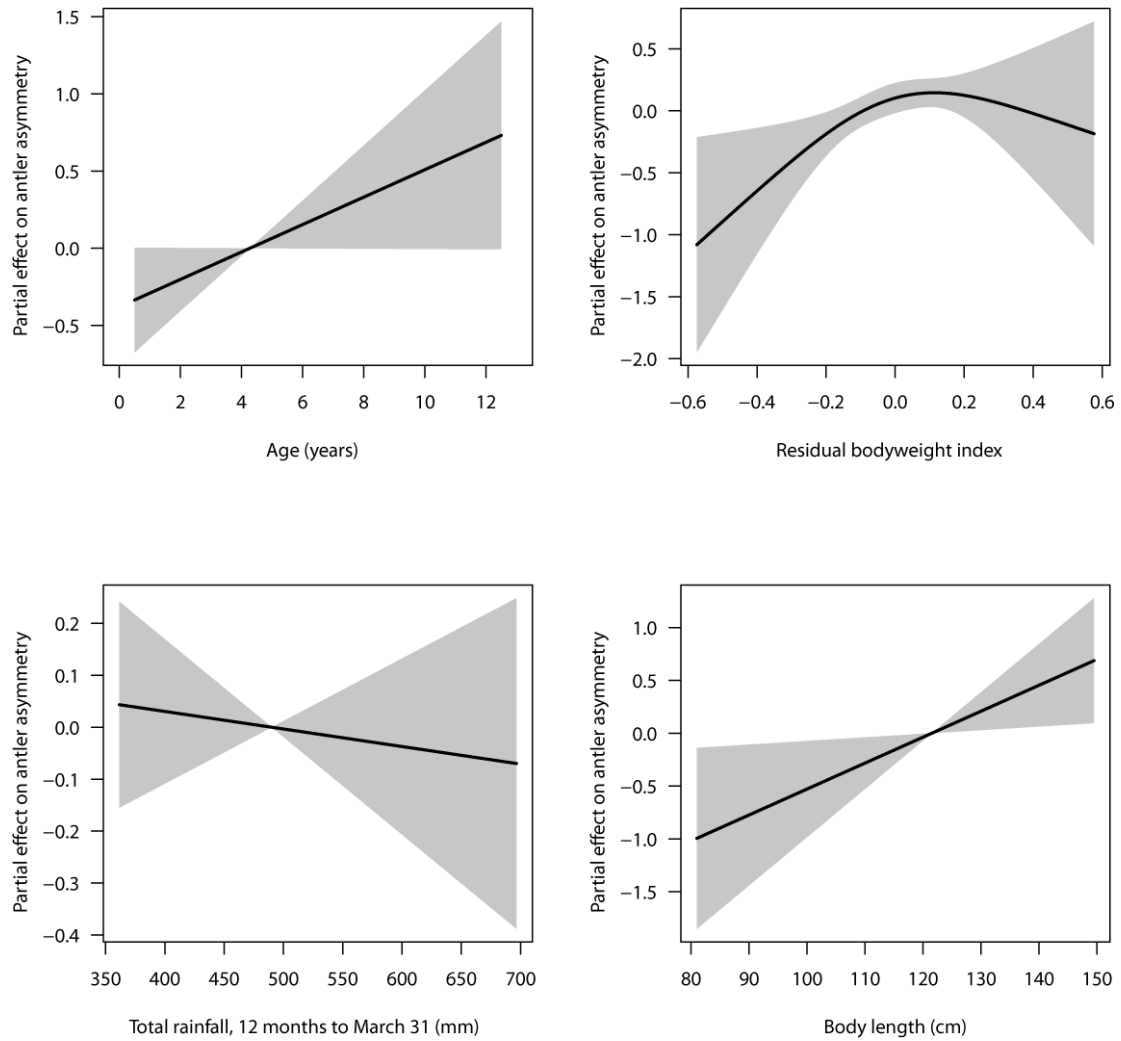 Partial effect on antler asymmetry
1.5
1.0
0.5
0.0
−0.5
0 2 4 6 8 10 12
Age (years)
Partial effect on antler asymmetry
0.5
0.0
−0.5
−1.0
−1.5
−2.0
−0.6 −0.4 −0.2 0.0 0.2 0.4 0.6
Residual bodyweight index
Partial effect on antler asymmetry
0.2
0.1
0.0
−0.1
−0.2
−0.3
−0.4
350 400 450 500 550 600 650 700
Total rainfall, 12 months to March 31 (mm)
Partial effect on antler asymmetry
1.0
0.5
0.0
−0.5
−1.0
−1.5
80 90 100 110 120 130 140 150
Body length (cm)